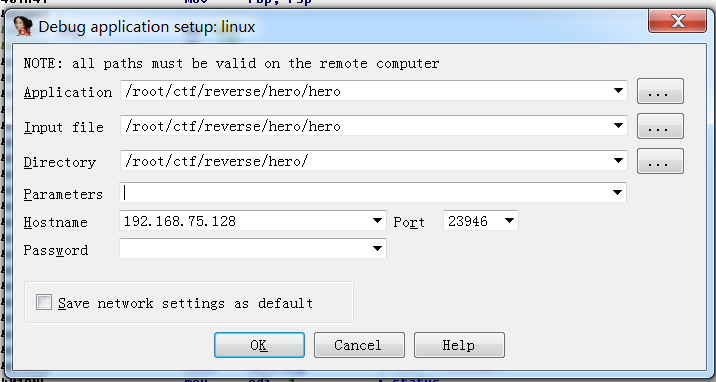 Debug application setup: linux
NOTE: all paths must be valid on the remote computer
Application /root/ctf/reverse/hero/hero ...
Input file /root/ctf/reverse/hero/hero ...
Directory /root/ctf/reverse/hero/ ...
Parameters
Hostname 192.168.75.128 Port 23946
Password
Save network settings as default
OK Cancel Help